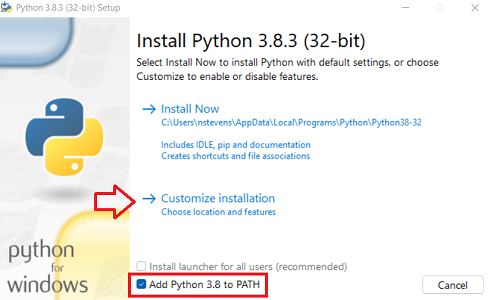 Python 3.8.3 (32-bit) Setup
Install Python 3.8.3 (32-bit)
Select Install Now to install Python with default settings, or choose
Customize to enable or disable features.
Install Now
C:\Users\nstevens\AppData\Local\Programs\Python\Python38-32
Includes IDLE, pip and documentation
Creates shortcuts and file associations
Customize installation
Choose location and features
Install launcher for all users (recommended)
Add Python 3.8 to PATH
Cancel
python
for
windows